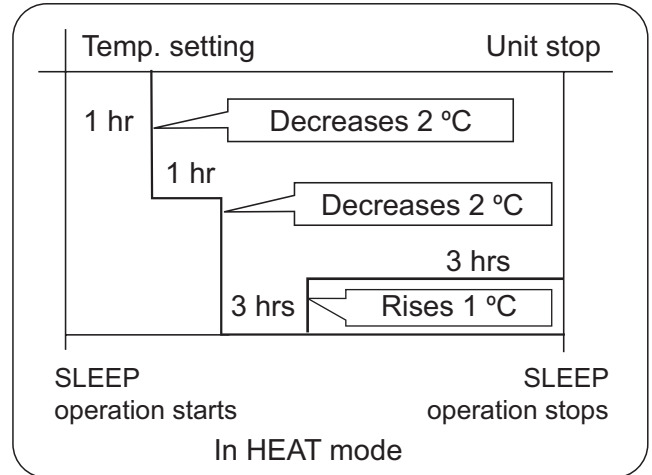 Temp. setting
Unit stop
1 hr
Decreases 2 ºC
1 hr
Decreases 2 ºC
3 hrs
3 hrs
Rises 1 ºC
SLEEP
operation starts
SLEEP
operation stops
In HEAT mode